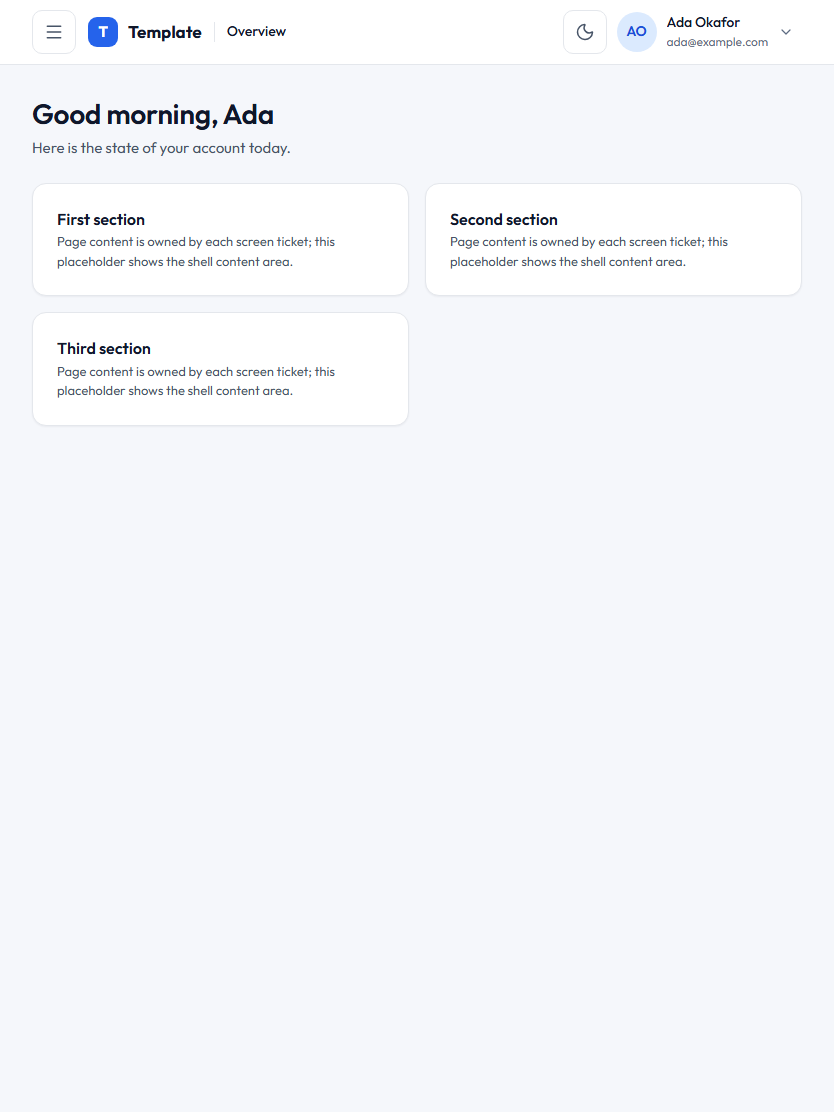 T Template Overview
AO Ada Okafor
ada@example.com
Good morning, Ada
Here is the state of your account today.
First section
Page content is owned by each screen ticket; this
placeholder shows the shell content area.
Second section
Page content is owned by each screen ticket; this
placeholder shows the shell content area.
Third section
Page content is owned by each screen ticket; this
placeholder shows the shell content area.